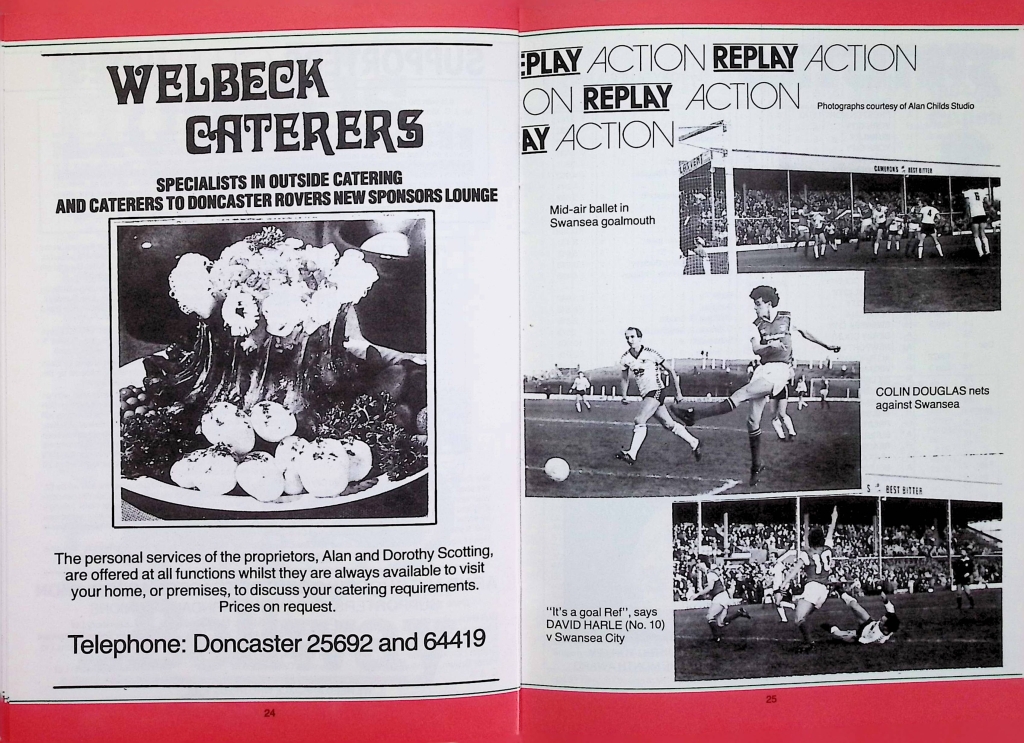 WELBECK
CATERERS
SPECIALISTS IN OUTSIDE CATERING
AND CATERERS TO DONCASTER ROVERS NEW SPONSORS LOUNGE
The personal services of the proprietors, Alan and Dorothy Scotting,
are offered at all functions whilst they are always available to visit
your home, or premises, to discuss your catering requirements.
Prices on request.
Telephone: Doncaster 25692 and 64419
24
EPLAY ACTION REPLAY ACTION
ON REPLAY ACTION
AY ACTION
Photographs courtesy of Alan Childs Studio
Mid-air ballet in
Swansea goalmouth
CAMERONS BEST BITTER
6
4
COLIN DOUGLAS nets
against Swansea
S BEST BITTER
10
"It's a goal Ref", says
DAVID HARLE (No. 10)
v Swansea City
25